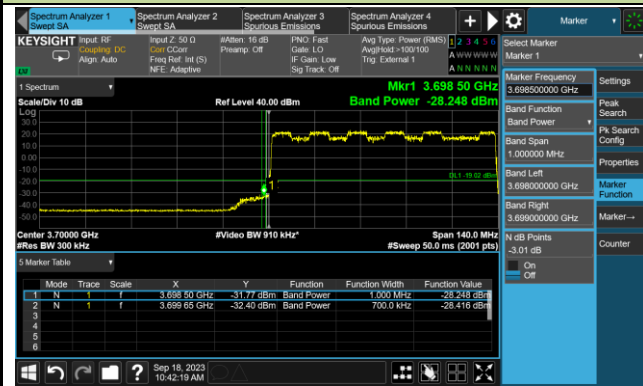 Spectrum Analyzer 1
Swept SA
Spectrum Analyzer 2
Swept SA
Spectrum Analyzer 3
Spurious Emissions
Spectrum Analyzer 4
Spurious Emissions
Marker
KEYSIGHT
Input: RF
Coupling: DC
Align: Auto
Input Z: 50 Ω
Corr CCorr
Freq Ref: Int (S)
NFE: Adaptive
#Atten: 16 dB
Preamp: Off
PNO: Fast
Gate: LO
IF Gain: Low
Sig Track: Off
Avg Type: Power (RMS)
Avg|Hold:>100/100
Trig: External 1
1 2 3 4 5 6
A W W W W W
A N N N N N
LXI
Select Marker
Marker 1
1 Spectrum
Scale/Div 10 dB
Ref Level 40.00 dBm
Mkr1 3.698 50 GHz
Band Power -28.248 dBm
Log
30.0
20.0
10.0
0.00
-10.0
-20.0
-30.0
-40.0
-50.0
DL1 -19.02 dBm
Center 3.70000 GHz
#Res BW 300 kHz
#Video BW 910 kHz*
Span 140.0 MHz
#Sweep 50.0 ms (2001 pts)
5 Marker Table
Mode Trace Scale X Y Function Function Width Function Value
1 N 1 f 3.698 50 GHz -31.77 dBm Band Power 1.000 MHz -28.248 dBm
2 N 1 f 3.699 65 GHz -32.40 dBm Band Power 700.0 kHz -28.416 dBm
3
4
5
6
Marker Frequency
3.698500000 GHz
Band Function
Band Power
Band Span
1.000000 MHz
Band Left
3.698000000 GHz
Band Right
3.699000000 GHz
N dB Points
-3.01 dB
On
Off
Settings
Peak
Search
Pk Search
Config
Properties
Marker
Function
Marker→
Counter
Sep 18, 2023
10:42:19 AM